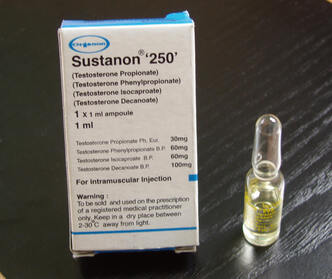 Organon
Sustanon® '250'
(Testosterone Propionate)
(Testosterone Phenylpropionate)
(Testosterone Isocaproate)
(Testosterone Decanoate)
1 x 1 ml ampoule
1 ml
Testosterone Propionate Ph. Eur. 30mg
Testosterone Phenylpropionate B.P. 60mg
Testosterone Isocaproate B.P. 60mg
Testosterone Decanoate B.P. 100mg
For Intramuscular Injection
Warning :
To be sold and used on the prescription
of a registered medical practitioner
only. Keep in a dry place between
2-30°C away from light.